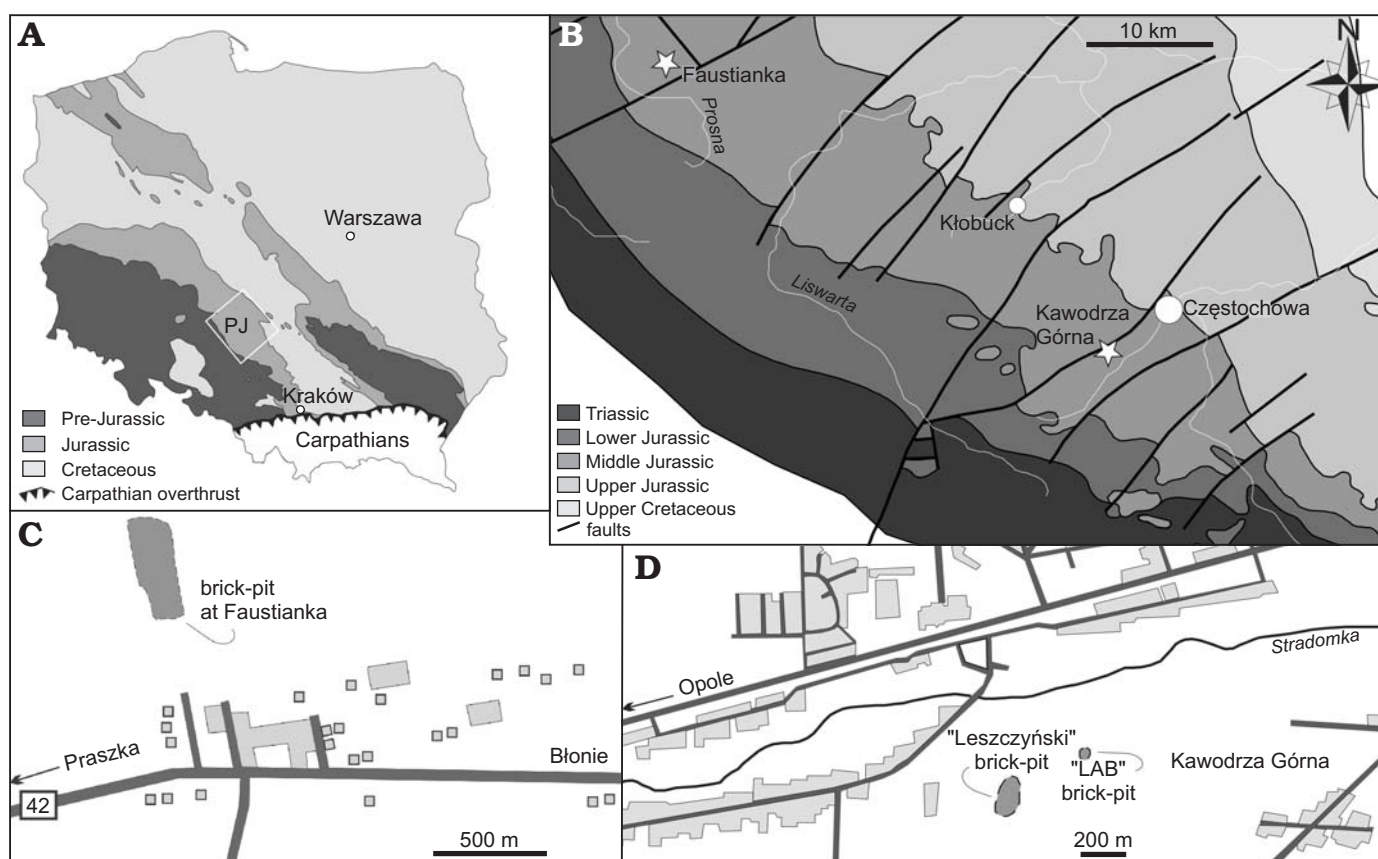 A
Warszawa
PJ
Kraków
Carpathians
Pre-Jurassic
Jurassic
Cretaceous
Carpathian overthrust
B
10 km
N
Faustianka
Prosna
Kłobuck
Liswarta
Kawodrza
Górna
Częstochowa
Triassic
Lower Jurassic
Middle Jurassic
Upper Jurassic
Upper Cretaceous
faults
C
brick-pit
at Faustianka
Praszka
Błonie
42
500 m
D
Stradomka
Opole
"Leszczyński"
brick-pit
"LAB"
brick-pit
Kawodrza Górna
200 m